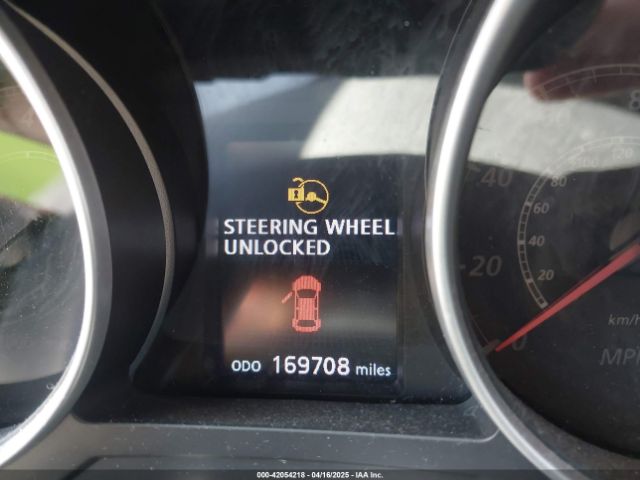 STEERING WHEEL
UNLOCKED
ODO 169708 miles
40
20
0
80
60
40
20
km/h
000-42054218 - 04/16/2025 - IAA Inc.